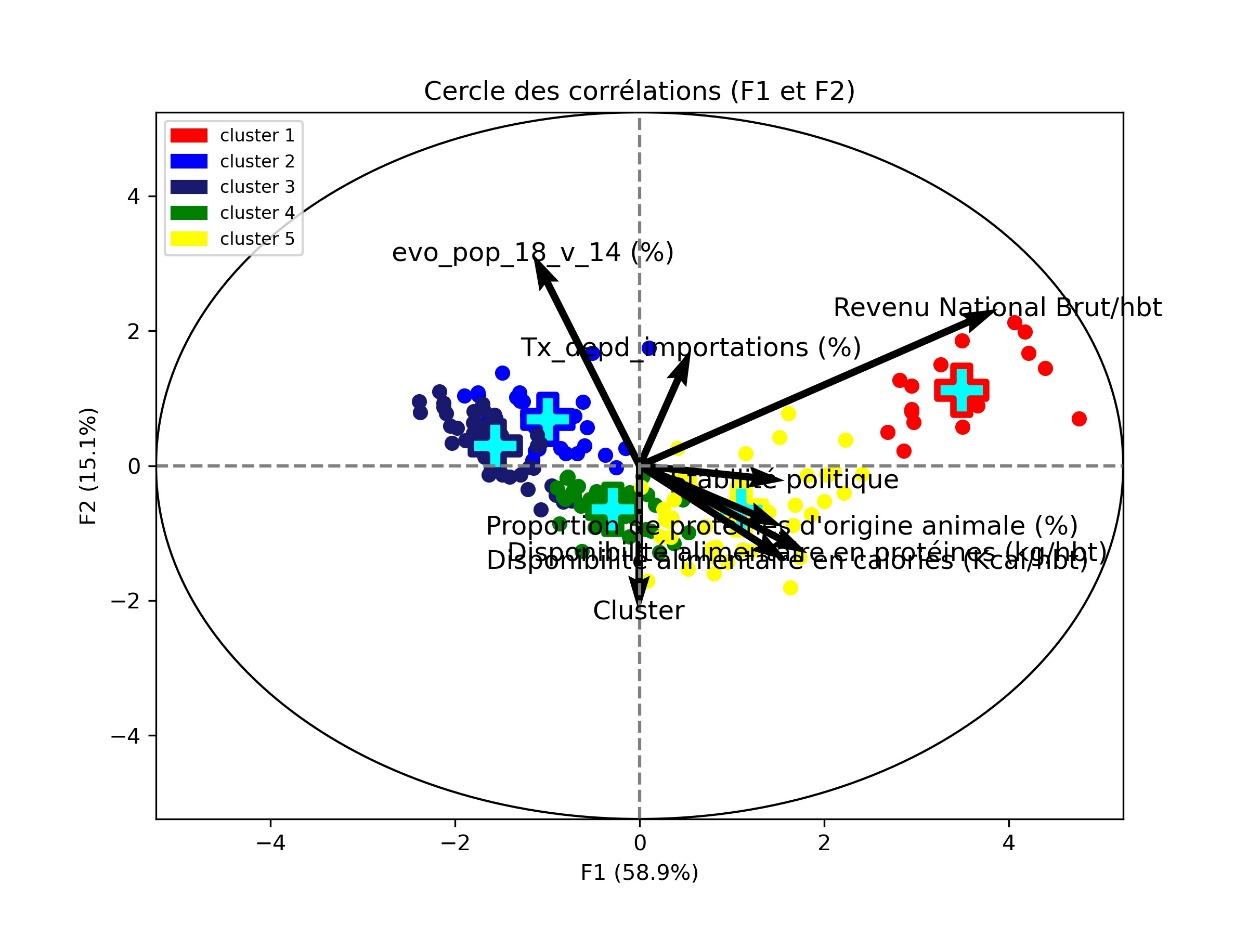 Cercle des corrélations (F1 et F2)
cluster 1
cluster 2
cluster 3
cluster 4
cluster 5
4
2
0
−2
−4
F2 (15.1%)
evo_pop_18_v_14 (%)
Revenu National Brut/hbt
Tx_depd_importations (%)
Stabilité politique
Proportion de protéines d'origine animale (%)
Disponibilité alimentaire en protéines (kg/hbt)
Disponibilité alimentaire en calories (Kcal/hbt)
Cluster
−4
−2
0
2
4
F1 (58.9%)